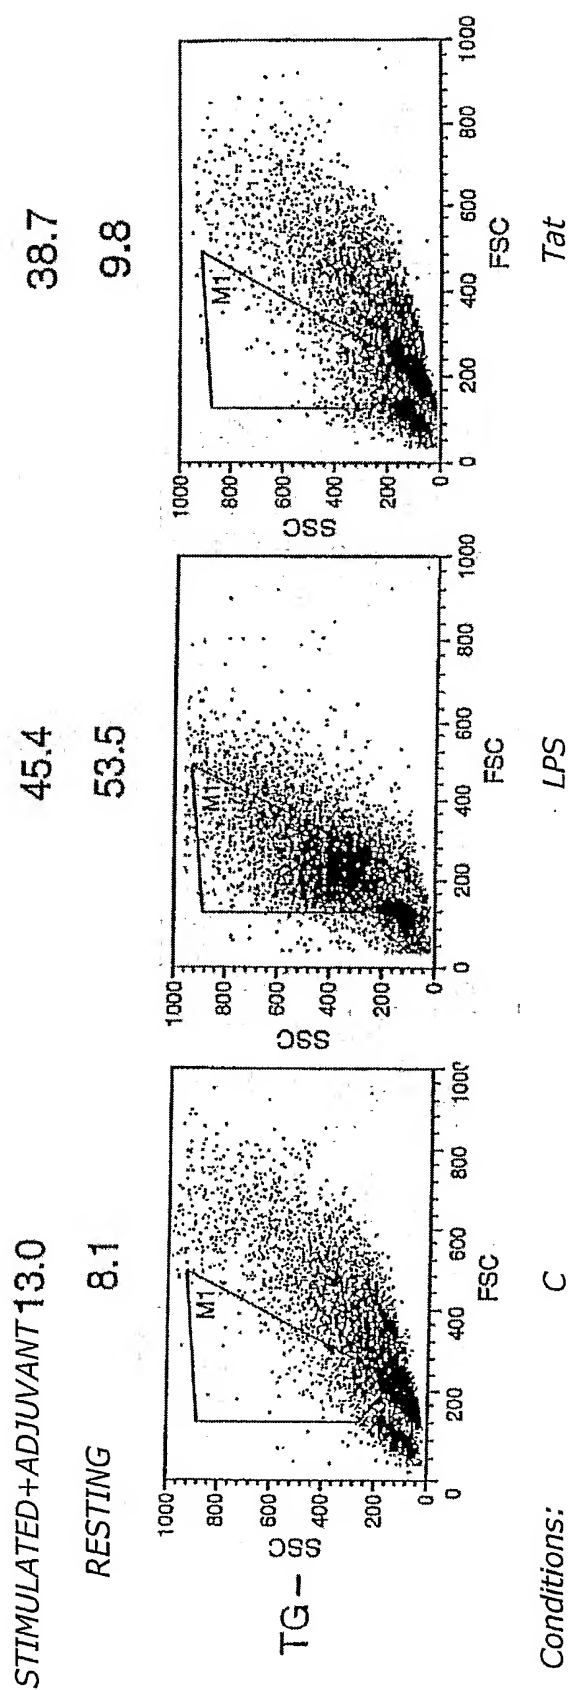 STIMULATED+ADJUVANT 13.0 45.4 38.7
RESTING 8.1 53.5 9.8
TG –
SSC
1000
800
600
400
200
0
M1
0 200 400 600 800 100
FSC
SSC
1000
800
600
400
200
0
M1
0 200 400 600 800 1000
FSC
SSC
1000
800
600
400
200
0
M1
0 200 400 600 800 1000
FSC
Conditions: C LPS Tat